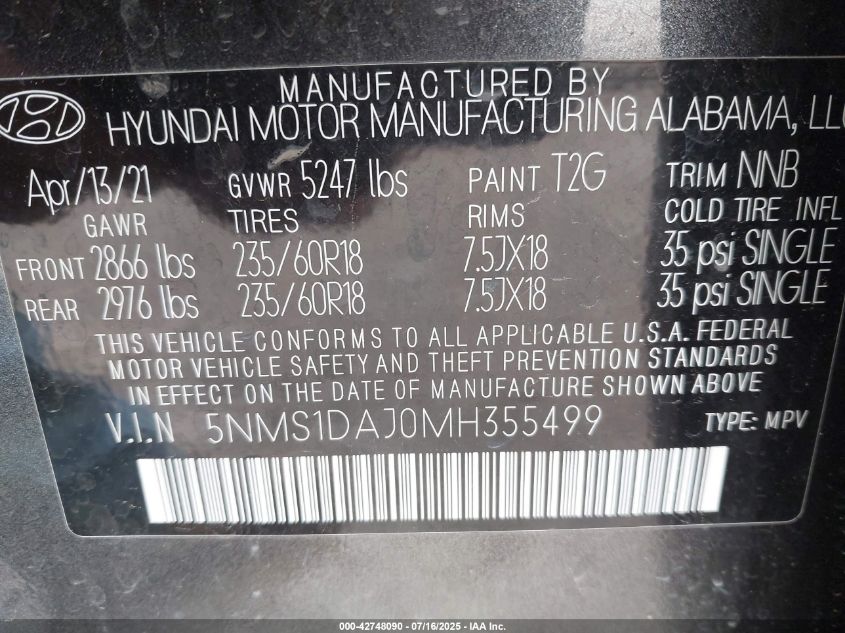 MANUFACTURED BY
HYUNDAI MOTOR MANUFACTURING ALABAMA, LLC
Apr/13/21 GVWR 5247 lbs PAINT T2G TRIM NNB
GAWR TIRES RIMS COLD TIRE INFL
FRONT 2866 lbs 235/60R18 7.5JX18 35 psi SINGLE
REAR 2976 lbs 235/60R18 7.5JX18 35 psi SINGLE
THIS VEHICLE CONFORMS TO ALL APPLICABLE U.S.A. FEDERAL
MOTOR VEHICLE SAFETY AND THEFT PREVENTION STANDARDS
IN EFFECT ON THE DATE OF MANUFACTURE SHOWN ABOVE
V.I.N 5NMS1DAJ0MH355499 TYPE: MPV
000-42748090 - 07/16/2025 - IAA Inc.